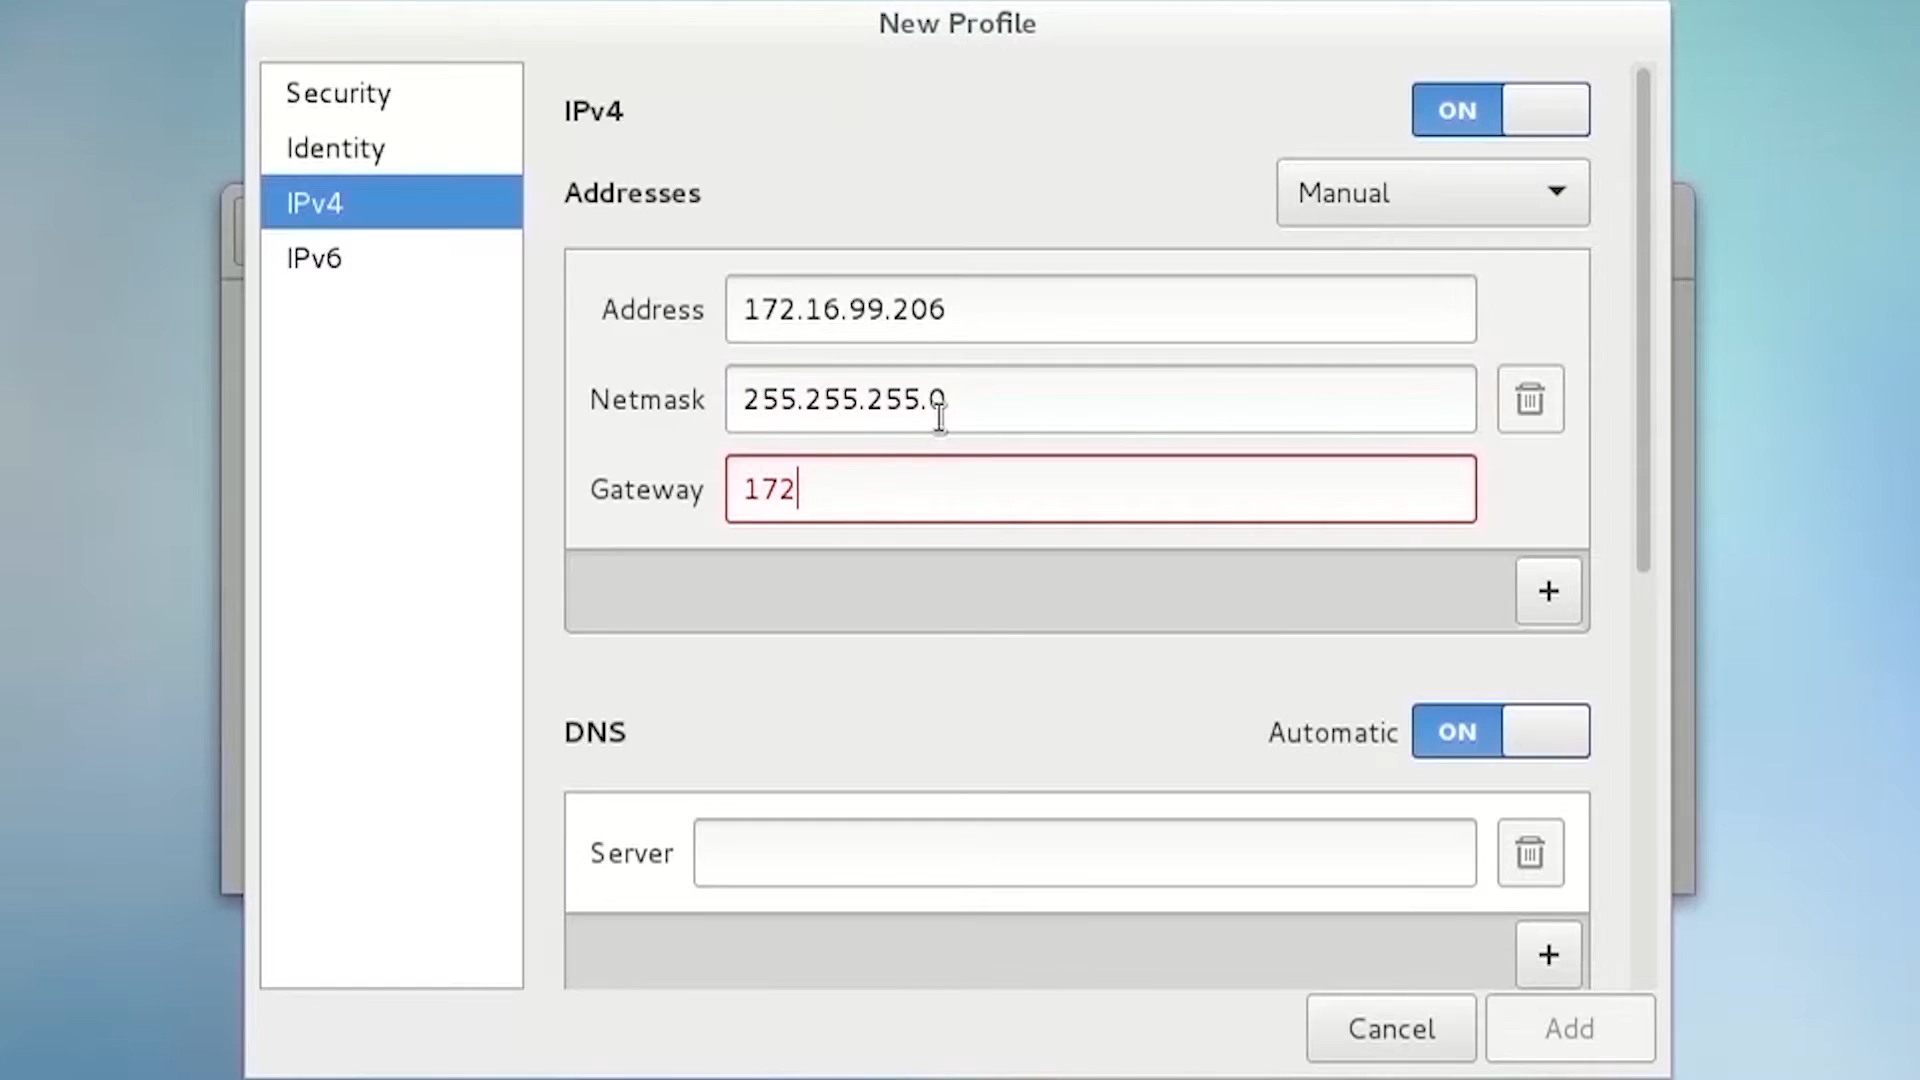 New Profile
Security
Identity
IPv4
IPv6
IPv4
ON
Addresses
Manual
Address
172.16.99.206
Netmask
255.255.255.0
Gateway
172
+
DNS
Automatic
ON
Server
+
Cancel
Add